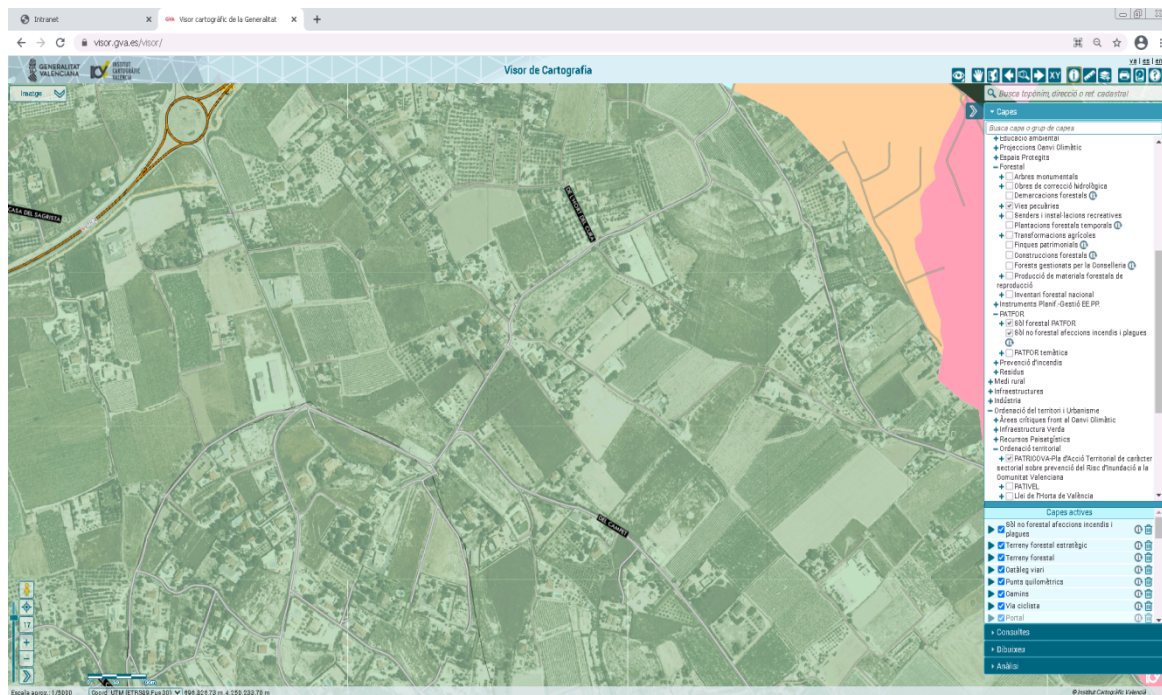 Intranet
Visor cartogràfic de la Generalitat
visor.gva.es/visor/
GENERALITAT
VALENCIANA
INSTITUT
CARTOGRÀFIC
VALENCIÀ
Visor de Cartografia
va | es | en
XY
Imatge
Busca topònim, direcció o ref. cadastral
Capes
Busca capa o grup de capes
Educació ambiental
Projeccions Canvi Climàtic
Espais Protegits
Forestal
Arbres monumentals
Obres de correcció hidrològica
Demarcacions forestals
Vies pecuàries
Senders i instal·lacions recreatives
Plantacions forestals temporals
Transformacions agrícoles
Finques patrimonials
Construccions forestals
Forests gestionats per la Conselleria
Producció de materials forestals de
reproducció
Inventari forestal nacional
Instruments Planif.-Gestió EE.PP.
PATFOR
Sòl forestal PATFOR
Sòl no forestal afeccions incendis i plagues
PATFOR temàtica
Prevenció d'incendis
Residus
Medi rural
Infraestructures
Indústria
Ordenació del territori i Urbanisme
Àrees crítiques front al Canvi Climàtic
Infraestructura Verda
Recursos Paisatgístics
Ordenació territorial
PATRICOVA-Pla d'Acció Territorial de caràcter
sectorial sobre prevenció del Risc d'Inundació a la
Comunitat Valenciana
PATIVEL
Llei de l'Horta de València
Capes actives
Sòl no forestal afeccions incendis i
plagues
Terreny forestal estratègic
Terreny forestal
Catàleg viari
Punts quilomètrics
Camins
Via ciclista
Portal
Consultes
Dibuixeu
Anàlisi
CASA DEL SAGRISTA
DEL CAMPET
17
Escala aprox.: 1/5000
Coord. UTM (ETRS89 Fus30)
© Institut Cartogràfic Valencià